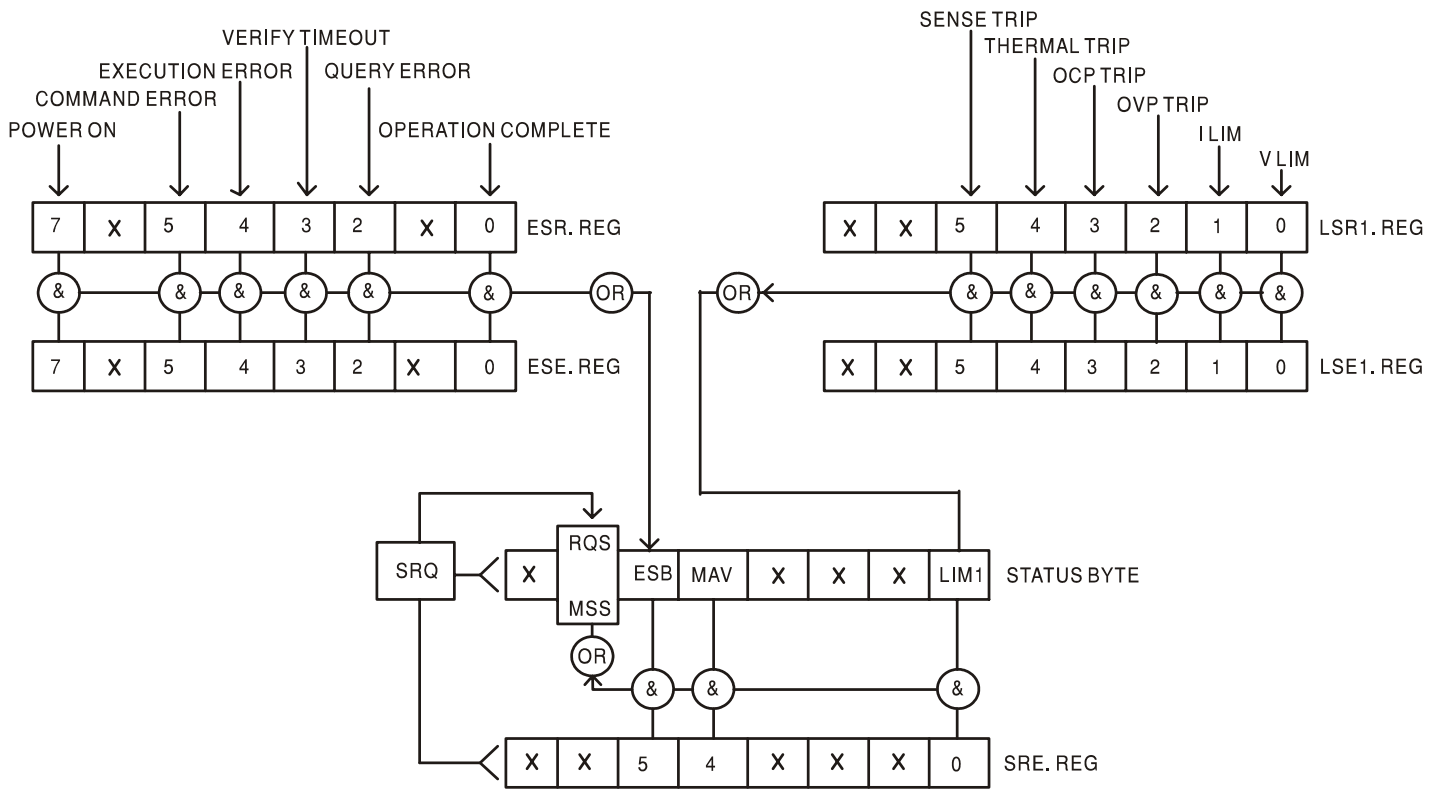 SENSE TRIP
VERIFY TIMEOUT
THERMAL TRIP
EXECUTION ERROR
QUERY ERROR
OCP TRIP
COMMAND ERROR
OVP TRIP
POWER ON
OPERATION COMPLETE
I LIM
V LIM
7 X 5 4 3 2 X 0 ESR. REG
X X 5 4 3 2 1 0 LSR1. REG
& & & & & & OR
OR & & & & & &
7 X 5 4 3 2 X 0 ESE. REG
X X 5 4 3 2 1 0 LSE1. REG
RQS
SRQ X ESB MAV X X X LIM1 STATUS BYTE
MSS
OR
& & &
X X 5 4 X X X 0 SRE. REG